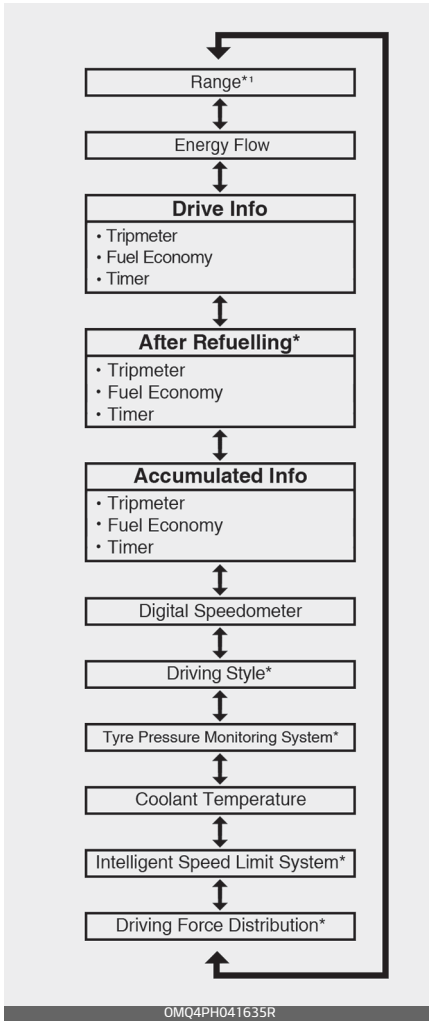 Range*¹
Energy Flow
Drive Info
• Tripmeter
• Fuel Economy
• Timer
After Refuelling*
• Tripmeter
• Fuel Economy
• Timer
Accumulated Info
• Tripmeter
• Fuel Economy
• Timer
Digital Speedometer
Driving Style*
Tyre Pressure Monitoring System*
Coolant Temperature
Intelligent Speed Limit System*
Driving Force Distribution*
OMQ4PH041635R